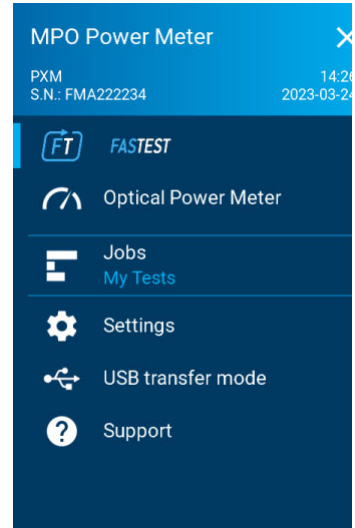 MPO Power Meter
PXM
14:26
S.N.: FMA222234
2023-03-24
FT FASTEST
Optical Power Meter
Jobs
My Tests
Settings
USB transfer mode
Support